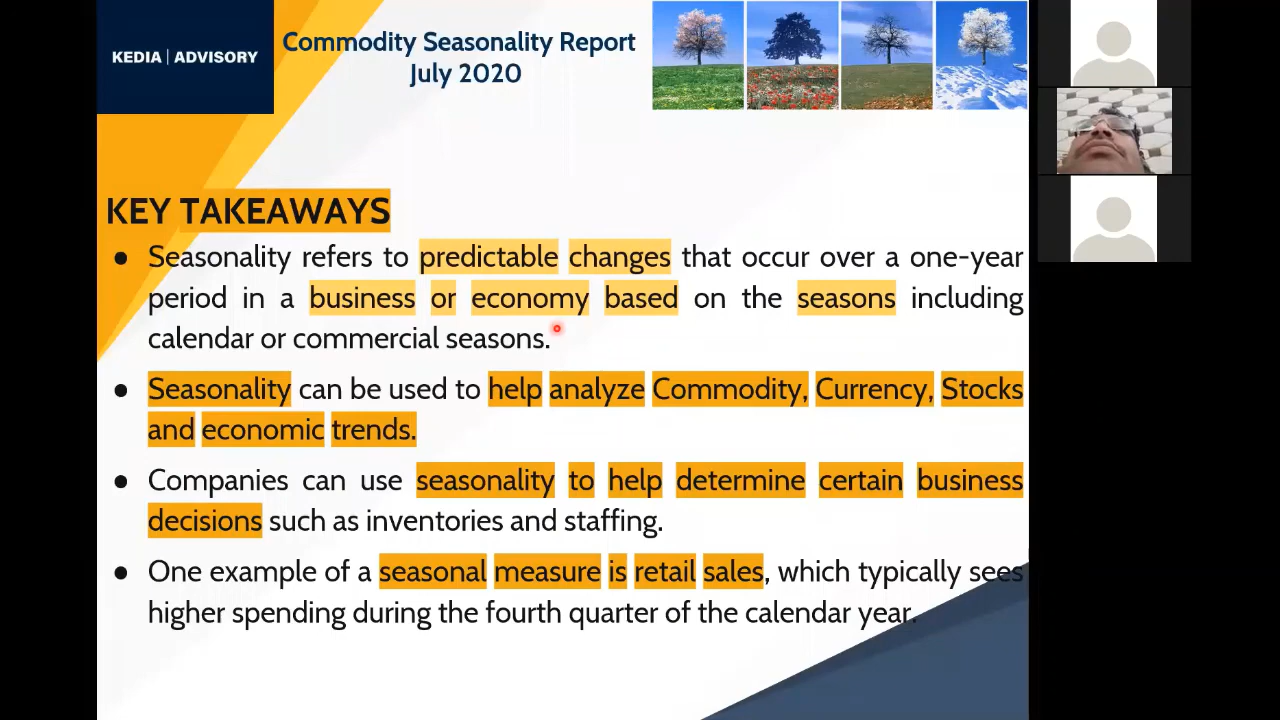 KEDIA | ADVISORY
Commodity Seasonality Report
July 2020
KEY TAKEAWAYS
● Seasonality refers to predictable changes that occur over a one-year
period in a business or economy based on the seasons including
calendar or commercial seasons.
● Seasonality can be used to help analyze Commodity, Currency, Stocks
and economic trends.
● Companies can use seasonality to help determine certain business
decisions such as inventories and staffing.
● One example of a seasonal measure is retail sales, which typically sees
higher spending during the fourth quarter of the calendar year.